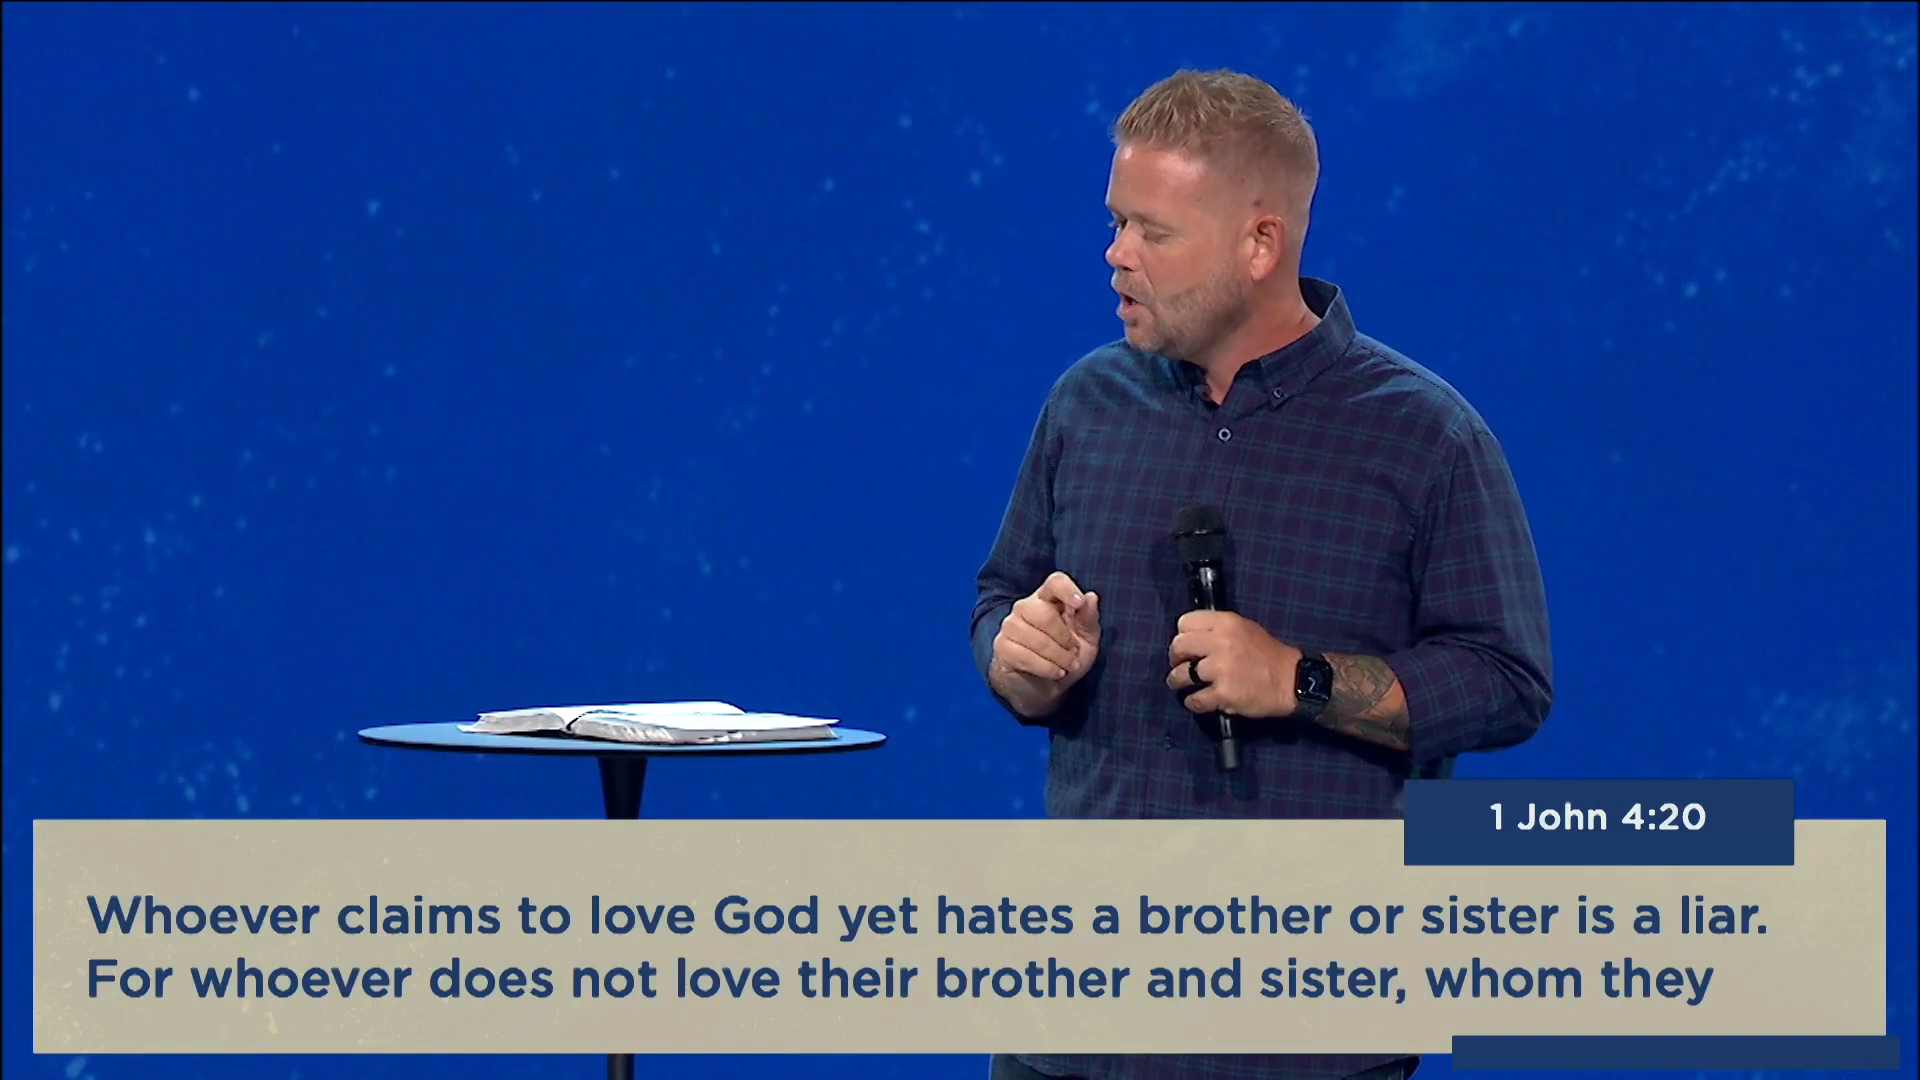 1 John 4:20
Whoever claims to love God yet hates a brother or sister is a liar.
For whoever does not love their brother and sister, whom they